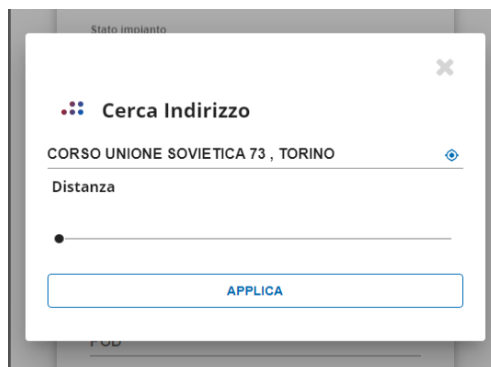 Stato impianto
Cerca Indirizzo
CORSO UNIONE SOVIETICA 73 , TORINO
Distanza
APPLICA
POD